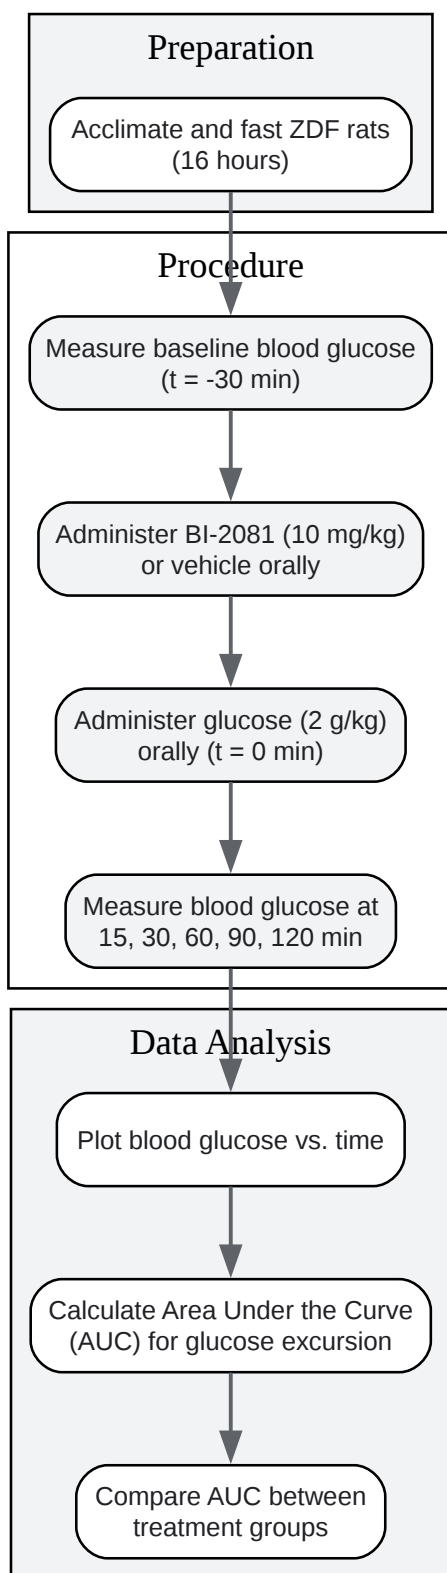 Preparation
Acclimate and fast ZDF rats
(16 hours)
Procedure
Measure baseline blood glucose
(t = -30 min)
Administer BI-2081 (10 mg/kg)
or vehicle orally
Administer glucose (2 g/kg)
orally (t = 0 min)
Measure blood glucose at
15, 30, 60, 90, 120 min
Data Analysis
Plot blood glucose vs. time
Calculate Area Under the Curve
(AUC) for glucose excursion
Compare AUC between
treatment groups